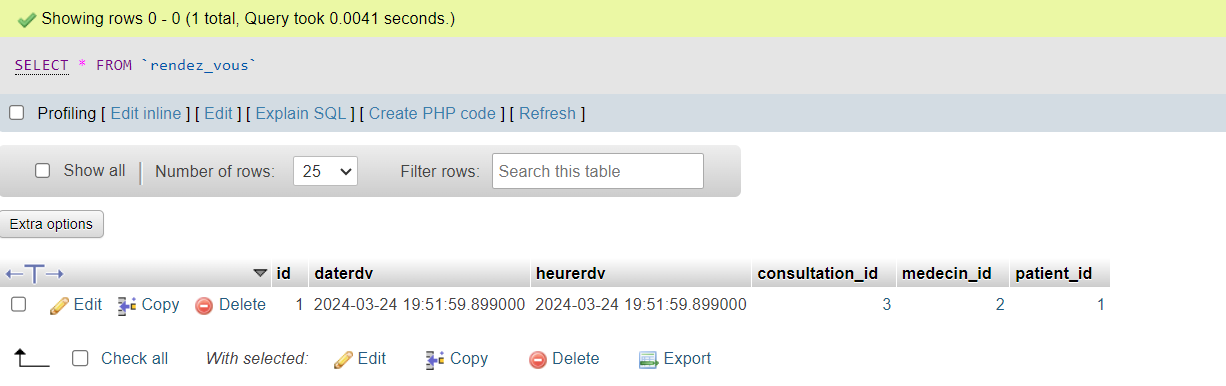 Showing rows 0 - 0 (1 total, Query took 0.0041 seconds.)
SELECT * FROM `rendez_vous`
Profiling [ Edit inline ] [ Edit ] [ Explain SQL ] [ Create PHP code ] [ Refresh ]
Show all Number of rows: 25 Filter rows: Search this table
Extra options
id daterdv heurerdv consultation_id medecin_id patient_id
Edit Copy Delete 1 2024-03-24 19:51:59.899000 2024-03-24 19:51:59.899000 3 2 1
Check all With selected: Edit Copy Delete Export